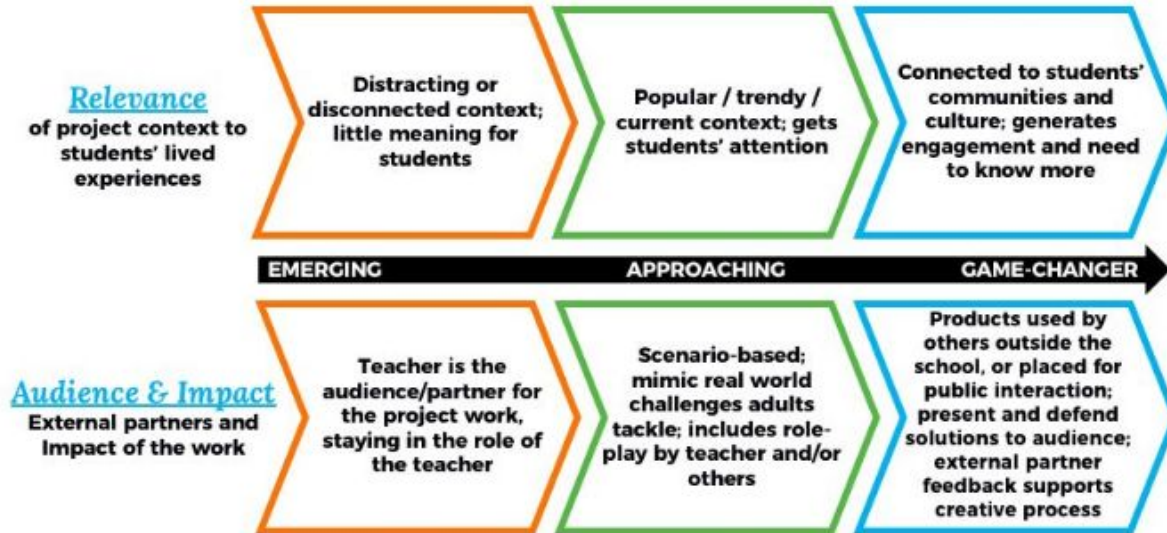 Relevance
of project context to
students' lived
experiences
Distracting or
disconnected context;
little meaning for
students
Popular / trendy /
current context; gets
students' attention
Connected to students'
communities and
culture; generates
engagement and need
to know more
EMERGING
APPROACHING
GAME-CHANGER
Audience & Impact
External partners and
Impact of the work
Teacher is the
audience/partner for
the project work,
staying in the role of
the teacher
Scenario-based;
mimic real world
challenges adults
tackle; includes role-
play by teacher and/or
others
Products used by
others outside the
school, or placed for
public interaction;
present and defend
solutions to audience;
external partner
feedback supports
creative process